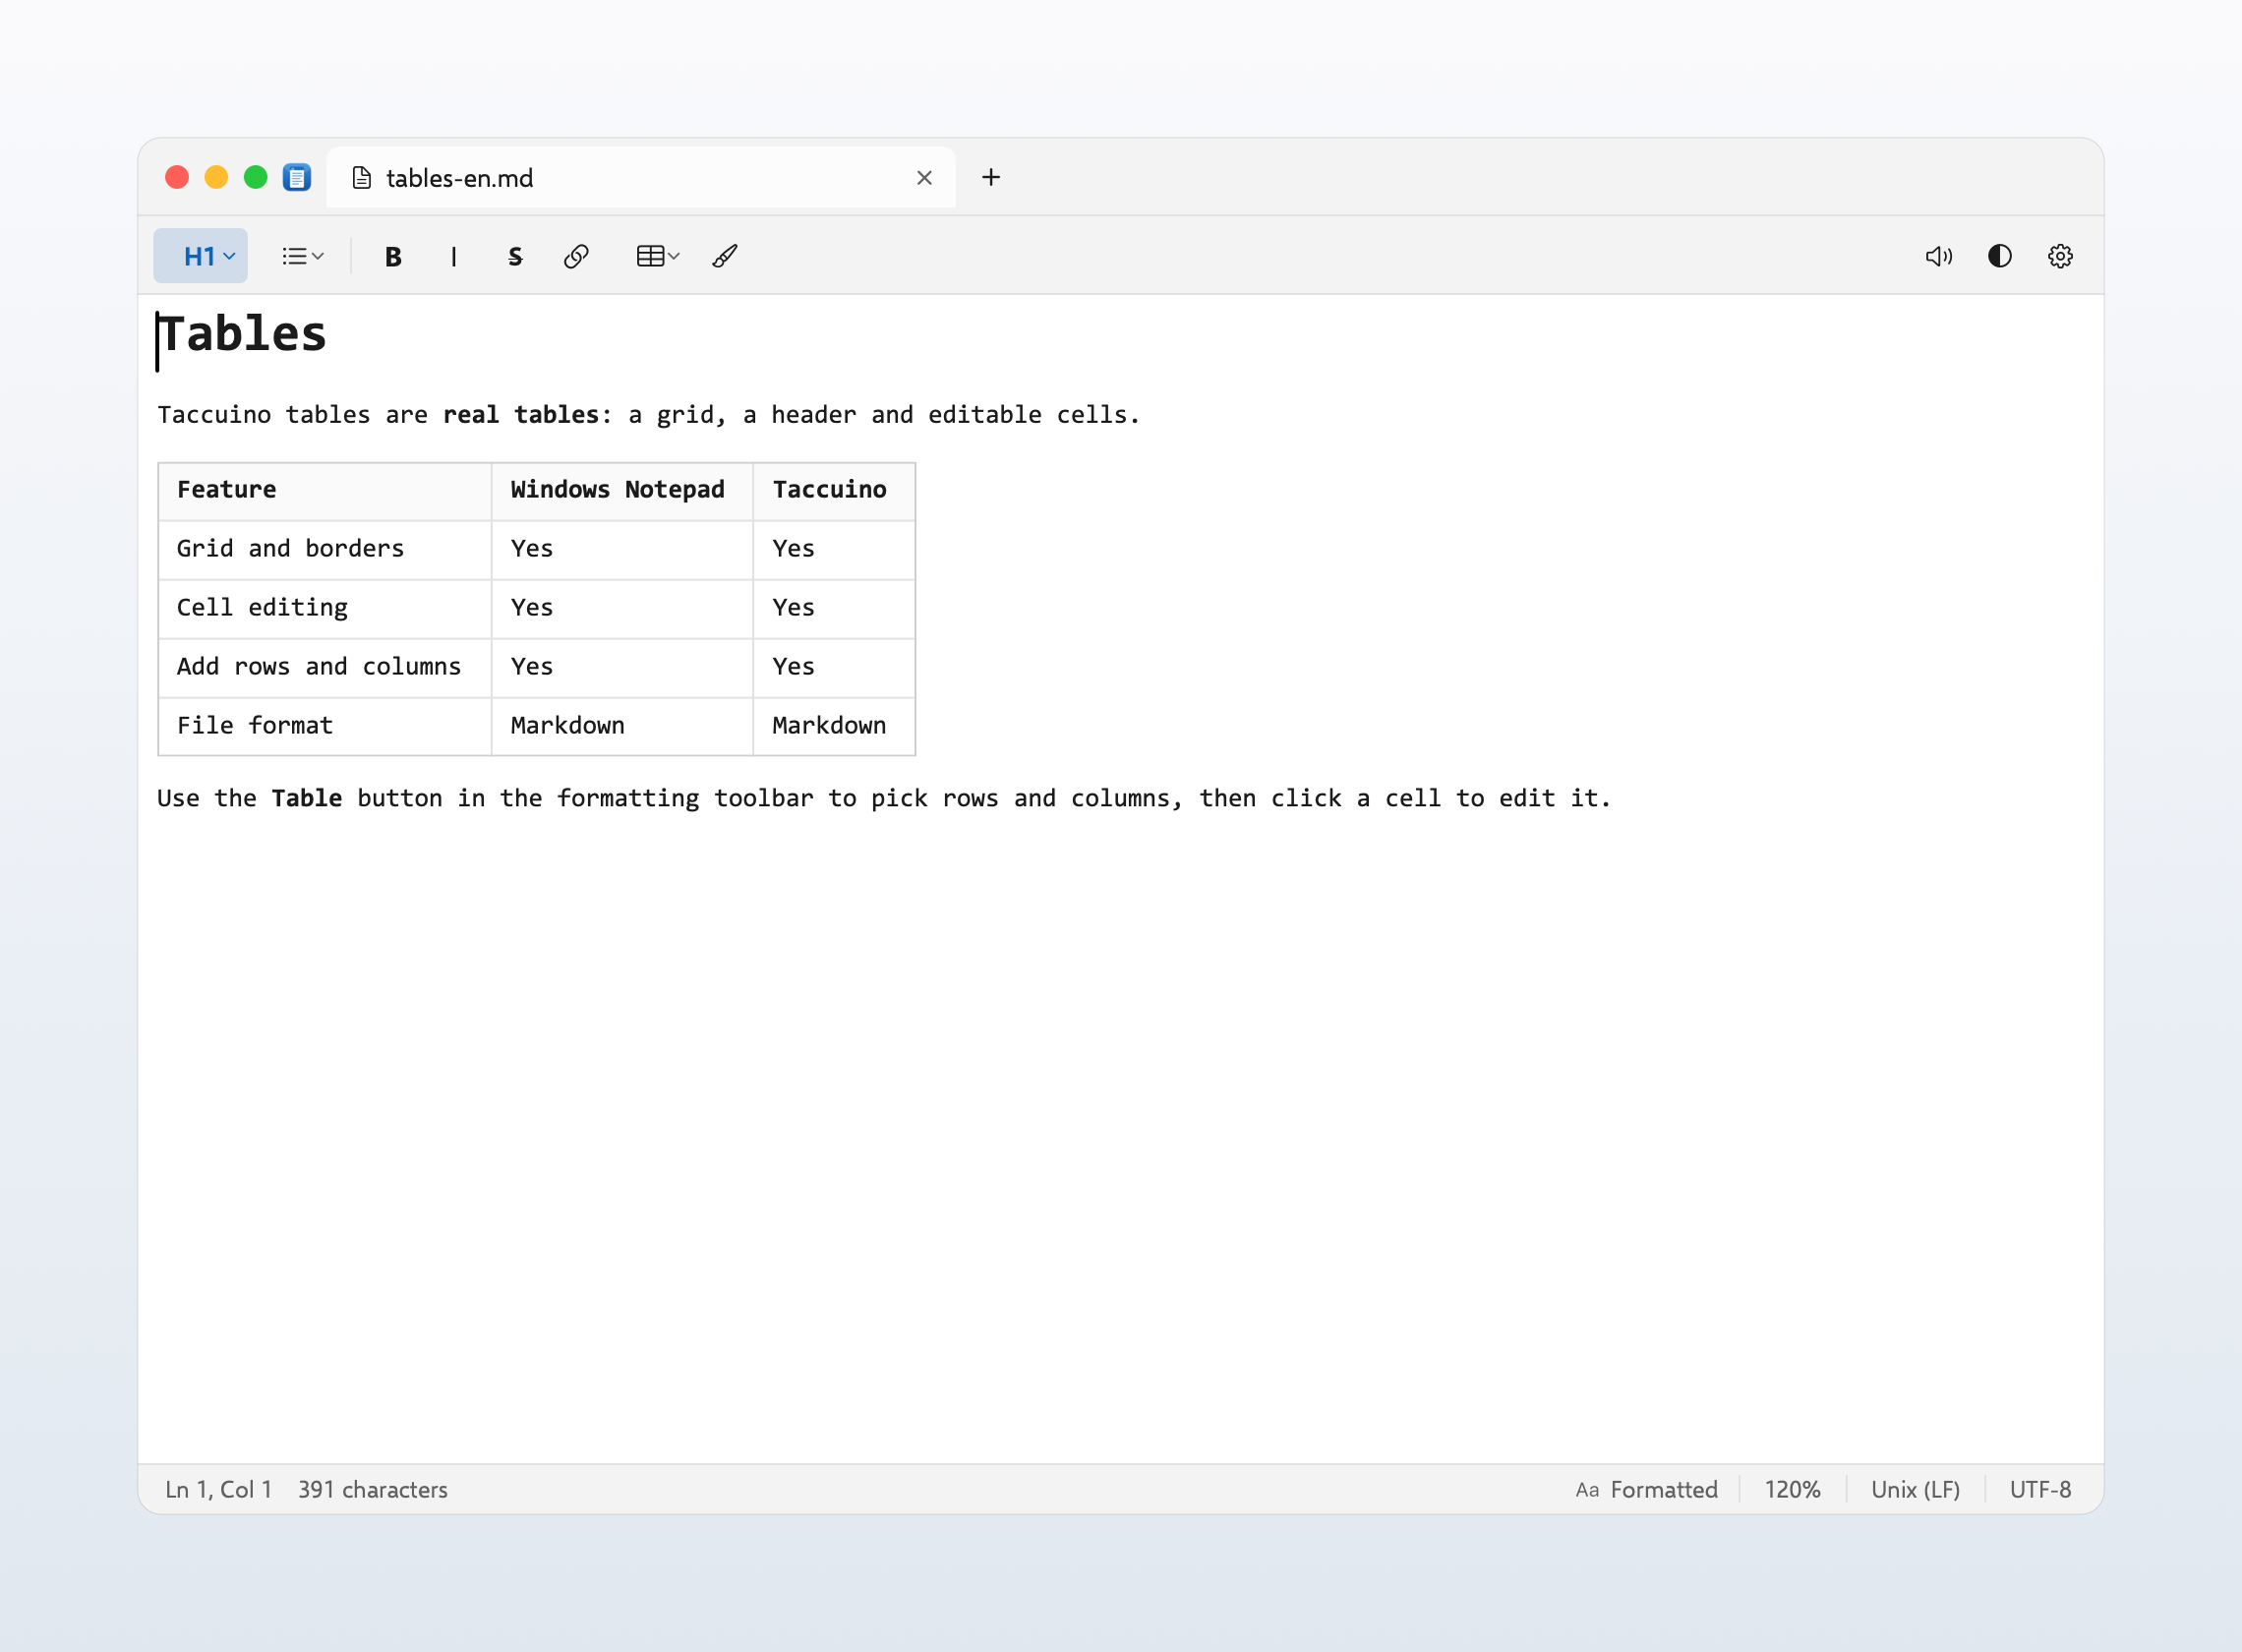 tables-en.md
H1 B I S
Tables
Taccuino tables are real tables: a grid, a header and editable cells.
Feature Windows Notepad Taccuino
Grid and borders Yes Yes
Cell editing Yes Yes
Add rows and columns Yes Yes
File format Markdown Markdown
Use the Table button in the formatting toolbar to pick rows and columns, then click a cell to edit it.
Ln 1, Col 1 391 characters Aa Formatted 120% Unix (LF) UTF-8